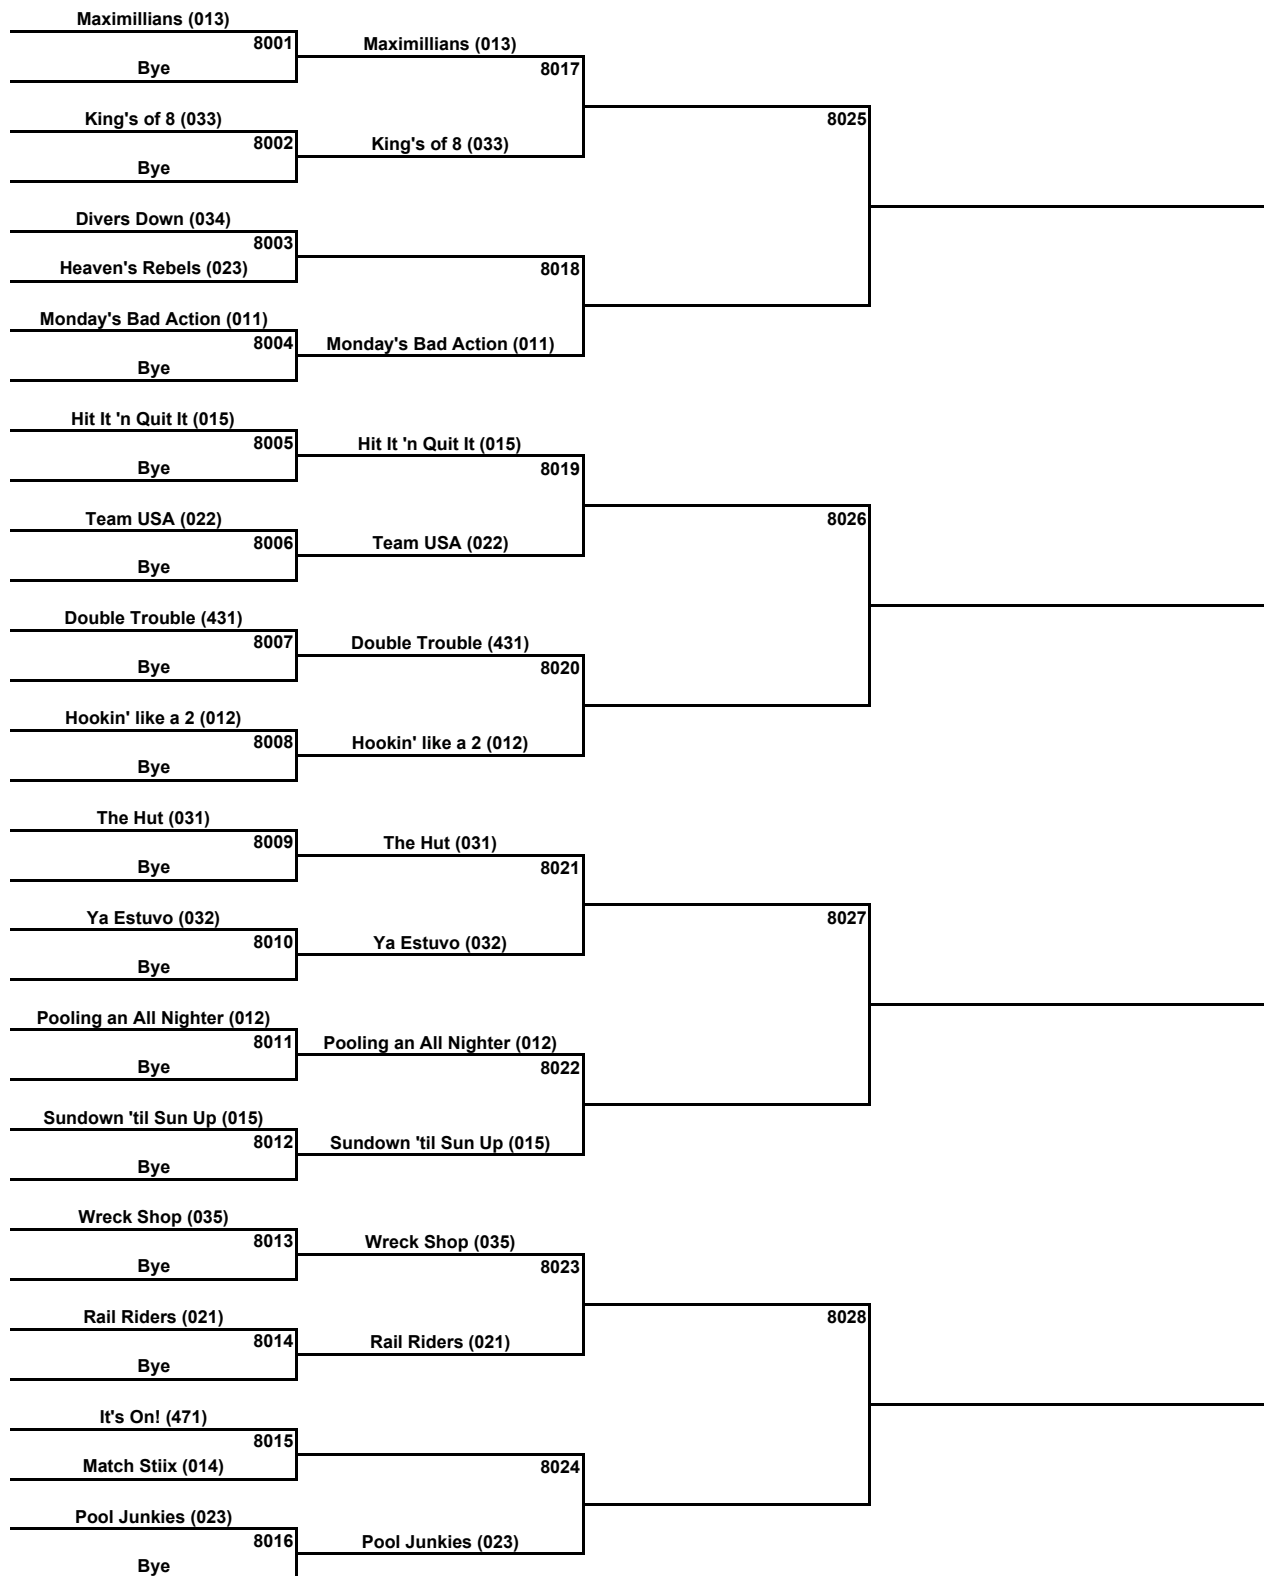 Maximillians (013)
8001
Maximillians (013)
Bye
8017
King's of 8 (033)
8025
8002
King's of 8 (033)
Bye
Divers Down (034)
8003
Heaven's Rebels (023)
8018
Monday's Bad Action (011)
8004
Monday's Bad Action (011)
Bye
Hit It 'n Quit It (015)
8005
Hit It 'n Quit It (015)
Bye
8019
Team USA (022)
8026
8006
Team USA (022)
Bye
Double Trouble (431)
8007
Double Trouble (431)
Bye
8020
Hookin' like a 2 (012)
8008
Hookin' like a 2 (012)
Bye
The Hut (031)
8009
The Hut (031)
Bye
8021
Ya Estuvo (032)
8027
8010
Ya Estuvo (032)
Bye
Pooling an All Nighter (012)
8011
Pooling an All Nighter (012)
Bye
8022
Sundown 'til Sun Up (015)
8012
Sundown 'til Sun Up (015)
Bye
Wreck Shop (035)
8013
Wreck Shop (035)
Bye
8023
Rail Riders (021)
8028
8014
Rail Riders (021)
Bye
It's On! (471)
8015
Match Stiix (014)
8024
Pool Junkies (023)
8016
Pool Junkies (023)
Bye